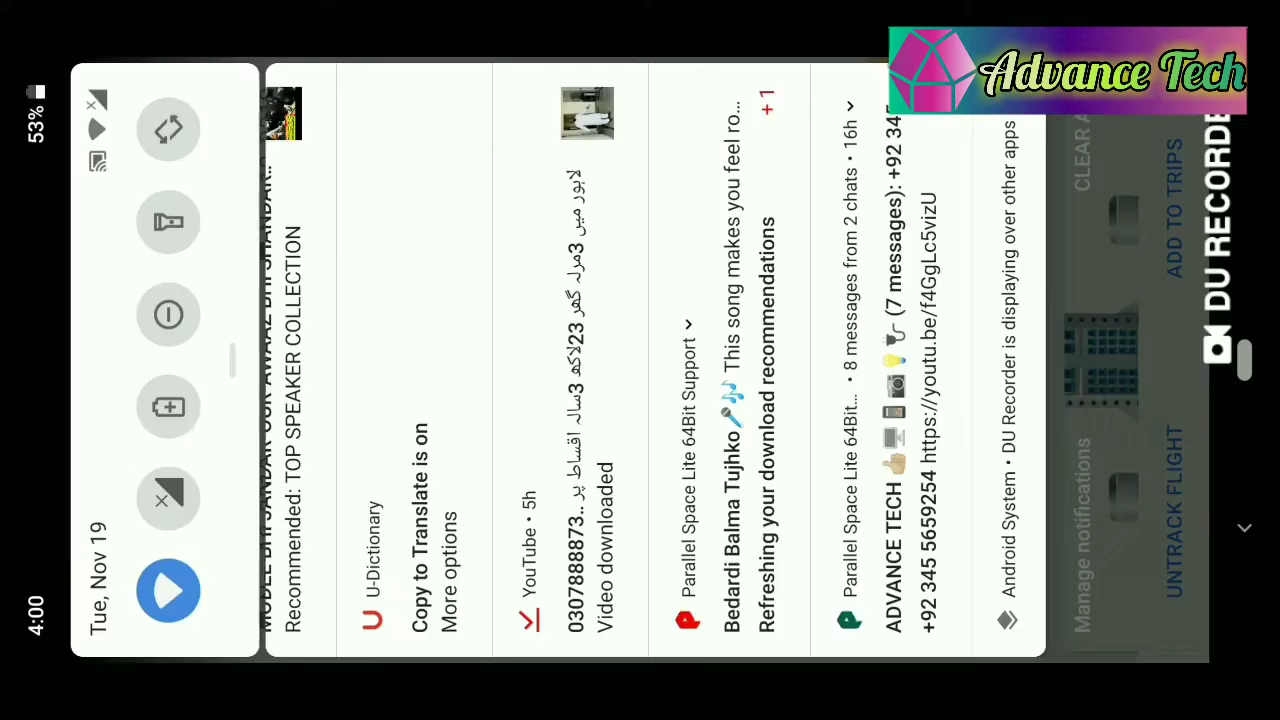 4:00
53%
Tue, Nov 19
Recommended: TOP SPEAKER COLLECTION
U-Dictionary
Copy to Translate is on
More options
YouTube • 5h
03078888873.. لاہور میں 3مرلہ گھر 23لاکھ 3سالہ اقساط پر
Video downloaded
Parallel Space Lite 64Bit Support
Bedardi Balma Tujhko🎤🎶 This song makes you feel ro...
Refreshing your download recommendations
+ 1
Parallel Space Lite 64Bit... • 8 messages from 2 chats • 16h
ADVANCE TECH 👍🏼🖥📱📷💡🔌 (7 messages): +92 345
+92 345 5659254 https://youtu.be/f4GgLc5vizU
Android System • DU Recorder is displaying over other apps
Manage notifications
CLEAR A
UNTRACK FLIGHT
ADD TO TRIPS
DU RECORDE
Advance Tech